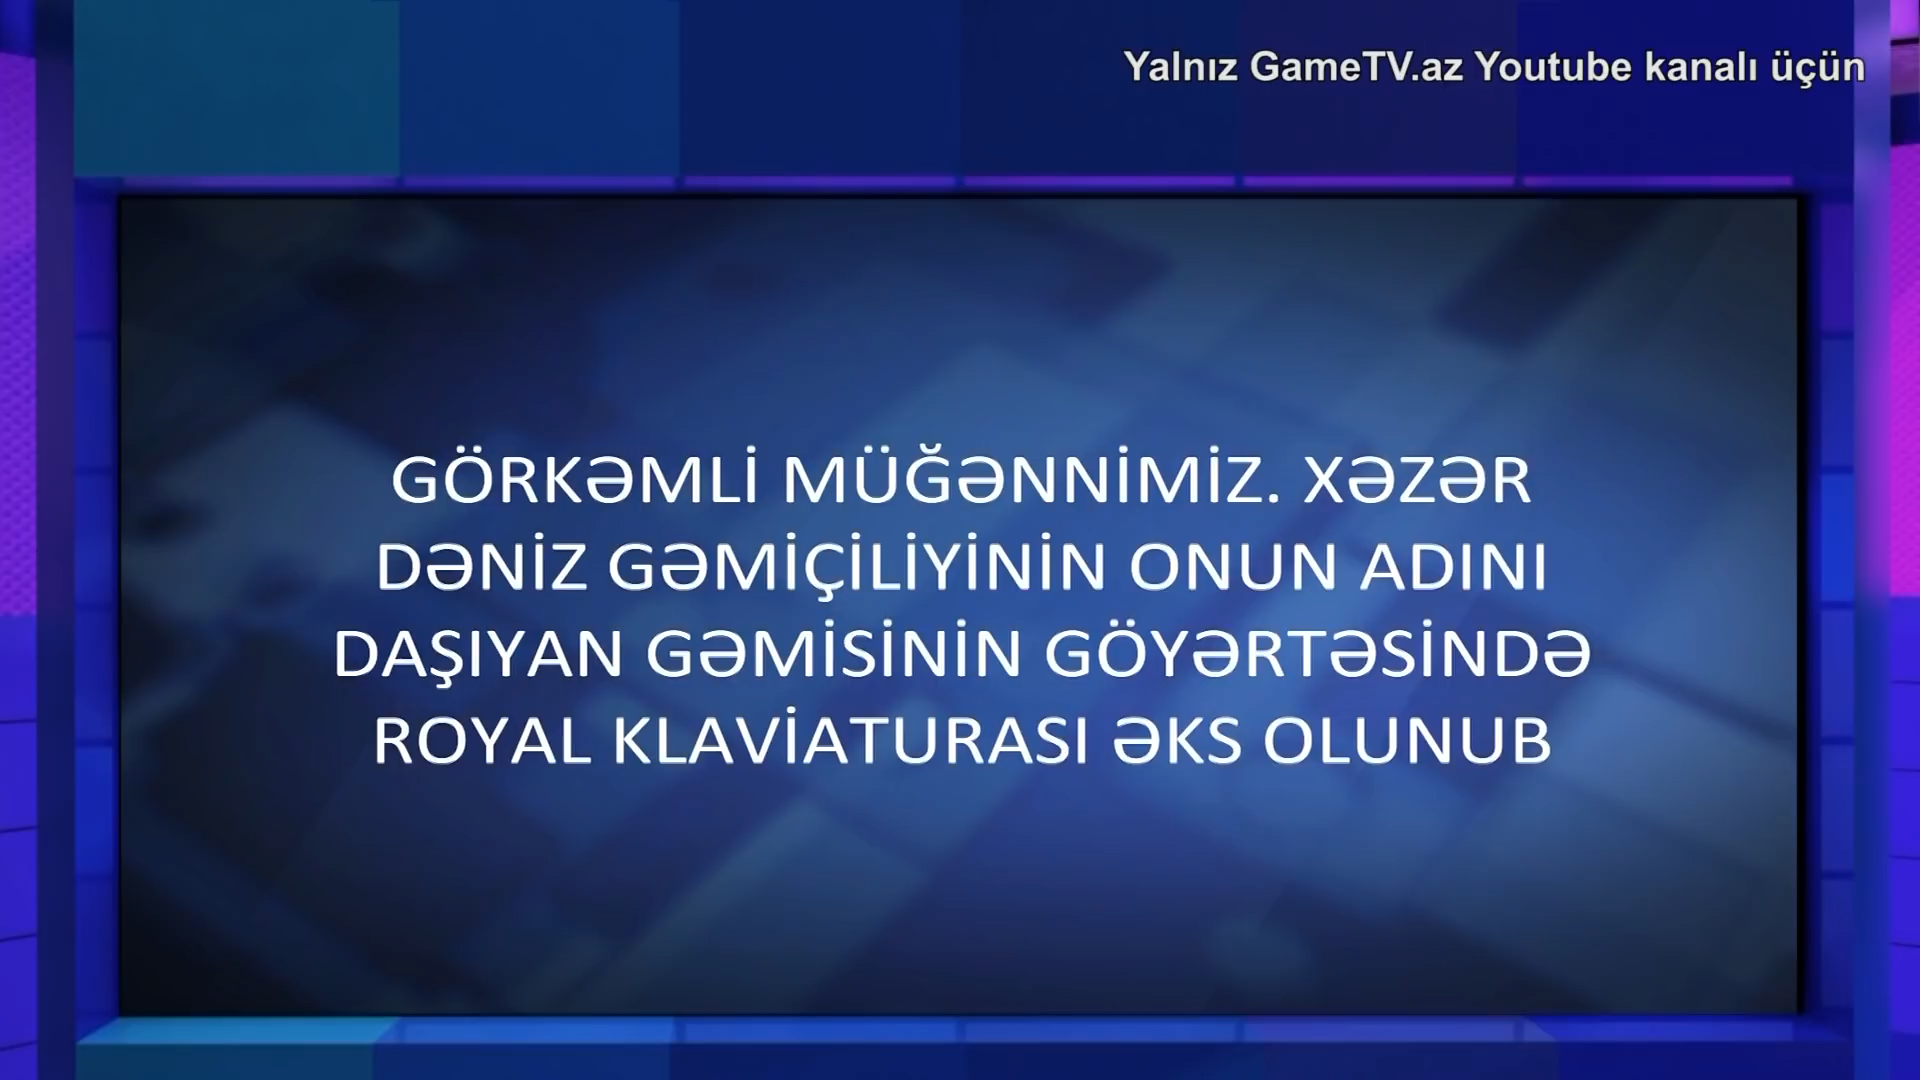 Yalnız GameTV.az Youtube kanalı üçün
GÖRKƏMLİ MÜĞƏNNİMİZ. XƏZƏR
DƏNİZ GƏMİÇİLİYİNİN ONUN ADINI
DAŞIYAN GƏMİSİNİN GÖYƏRTƏSİNDƏ
ROYAL KLAVİATURASI ƏKS OLUNUB